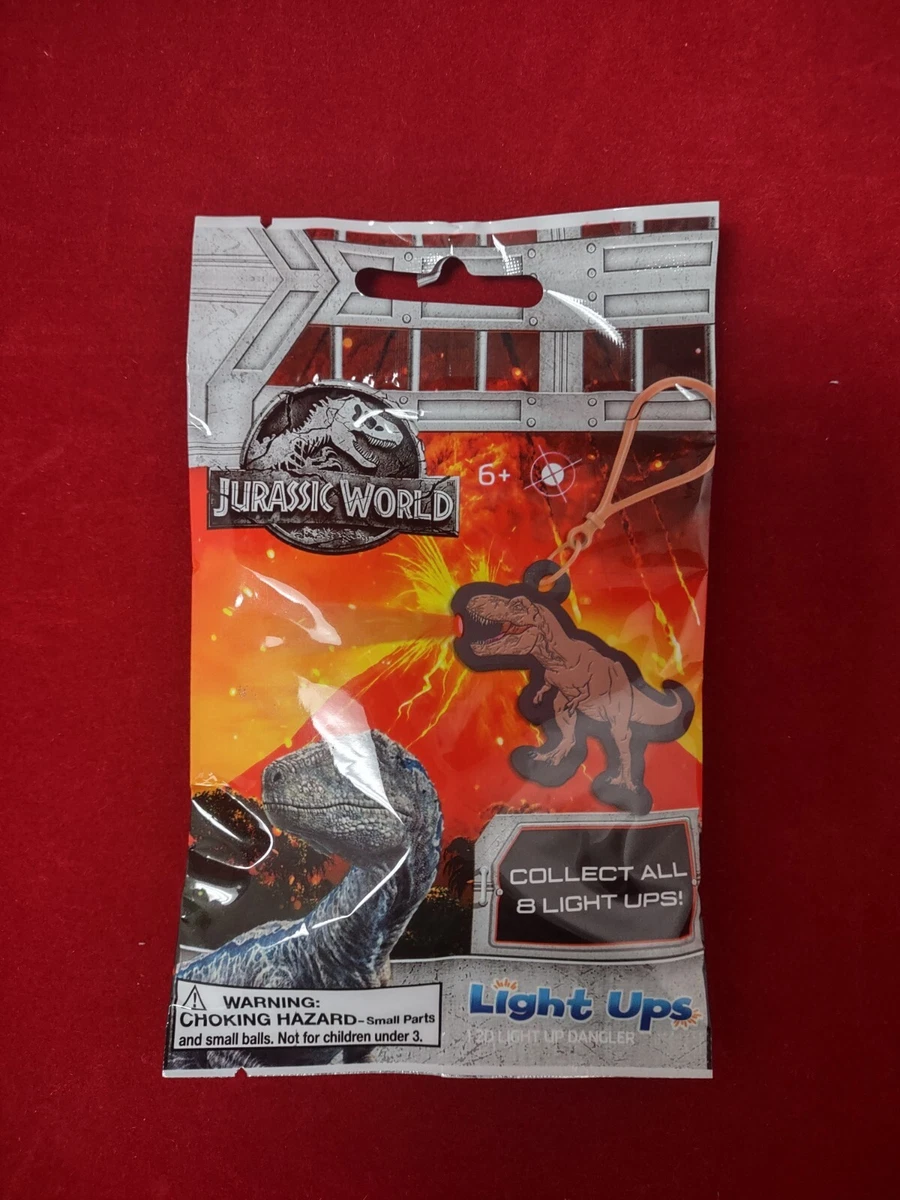 JURASSIC WORLD
6+
COLLECT ALL
8 LIGHT UPS!
Light Ups
LED LIGHT UP DANGLER
WARNING:
CHOKING HAZARD–Small Parts
and small balls. Not for children under 3.